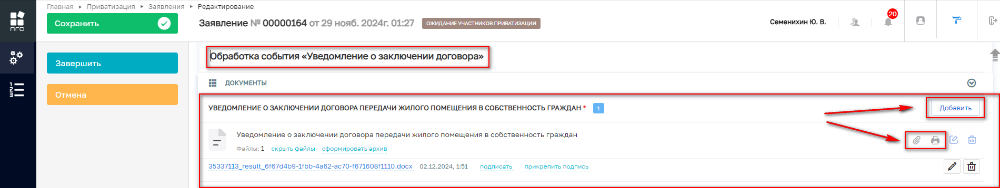 Главная ▸ Приватизация ▸ Заявления ▸ Редактирование
пгс
Сохранить
Заявление № 00000164 от 29 нояб. 2024г. 01:27
ОЖИДАНИЕ УЧАСТНИКОВ ПРИВАТИЗАЦИИ
Семенихин Ю. В.
20
Завершить
Отмена
Обработка события «Уведомление о заключении договора»
ДОКУМЕНТЫ
УВЕДОМЛЕНИЕ О ЗАКЛЮЧЕНИИ ДОГОВОРА ПЕРЕДАЧИ ЖИЛОГО ПОМЕЩЕНИЯ В СОБСТВЕННОСТЬ ГРАЖДАН * 1
Добавить
Уведомление о заключении договора передачи жилого помещения в собственность граждан
Файлы: 1 скрыть файлы сформировать архив
35337113_result_6f67d4b9-1fbb-4a62-ac70-f671608f1110.docx 02.12.2024, 1:51 подписать прикрепить подпись